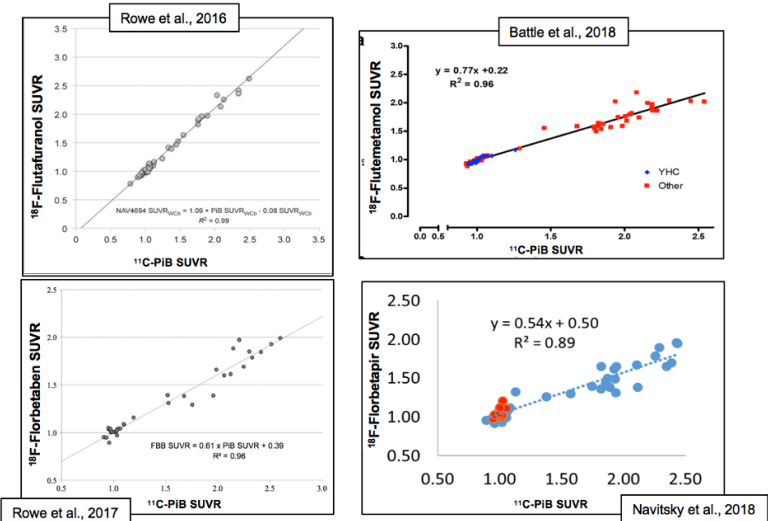 Rowe et al., 2016
18F-Flutafuranol SUVR
3.5
3.0
2.5
2.0
1.5
1.0
0.5
0
NAV4694 SUVRWCb = 1.09 × PiB SUVRWCb - 0.08 SUVRWCb
R² = 0.99
0 0.5 1.0 1.5 2.0 2.5 3.0 3.5
11C-PiB SUVR
Battle et al., 2018
18F-Flutemetamol SUVR
3.0
2.5
2.0
1.5
1.0
0.5
0.0
y = 0.77x +0.22
R² = 0.96
YHC
Other
0.0 0.5 1.0 1.5 2.0 2.5
11C-PiB SUVR
18F-Florbetaben SUVR
2.5
2.0
1.5
1.0
0.5
FBB SUVR = 0.61 x PiB SUVR + 0.39
R² = 0.96
0.5 1.0 1.5 2.0 2.5 3.0
11C-PiB SUVR
Rowe et al., 2017
18F-Florbetapir SUVR
2.50
2.00
1.50
1.00
0.50
y = 0.54x + 0.50
R² = 0.89
0.50 1.00 1.50 2.00 2.50
11C-PiB SUVR
Navitsky et al., 2018